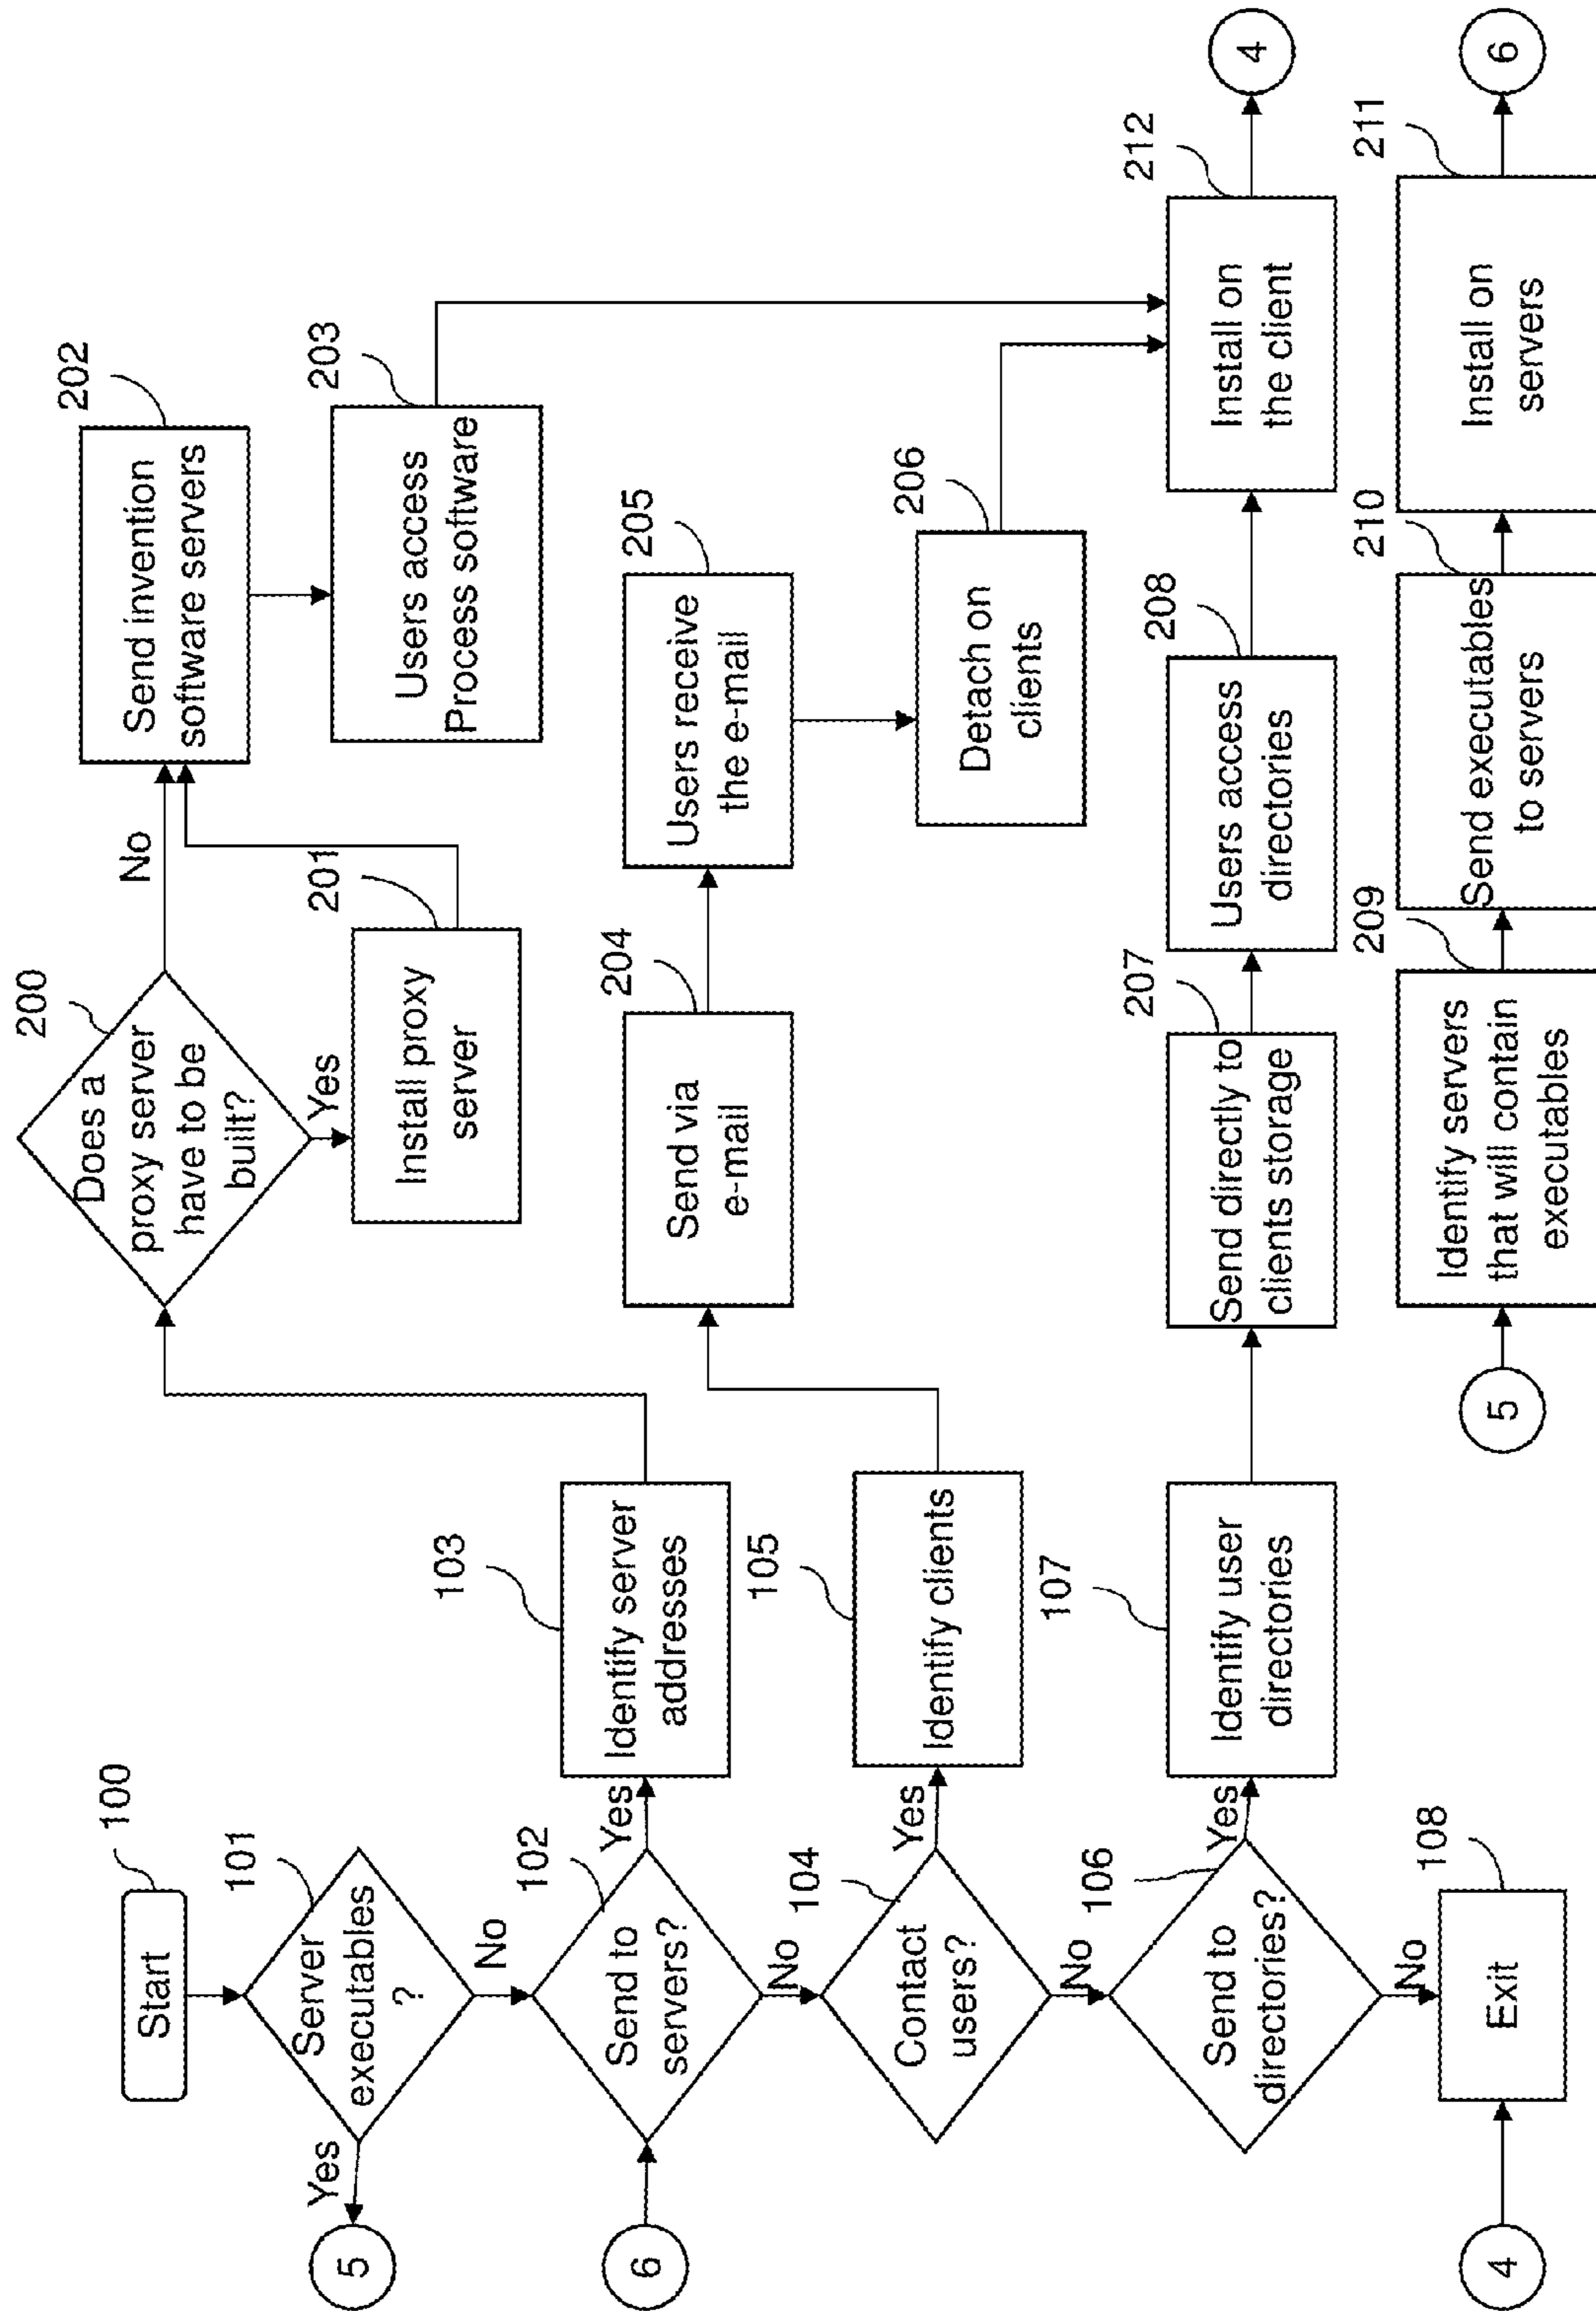 100
Start
101
Server
executables
?
Yes
5
No
102
Send to
servers?
6
Yes
No
103
Identify server
addresses
104
Contact
users?
Yes
No
105
Identify clients
106
Send to
directories?
Yes
No
107
Identify user
directories
108
Exit
4
200
Does a
proxy server
have to be
built?
No
Yes
201
Install proxy
server
202
Send invention
software servers
203
Users access
Process software
204
Send via
e-mail
205
Users receive
the e-mail
206
Detach on
clients
207
Send directly to
clients storage
208
Users access
directories
212
Install on
the client
4
5
209
Identify servers
that will contain
executables
210
Send executables
to servers
211
Install on
servers
6